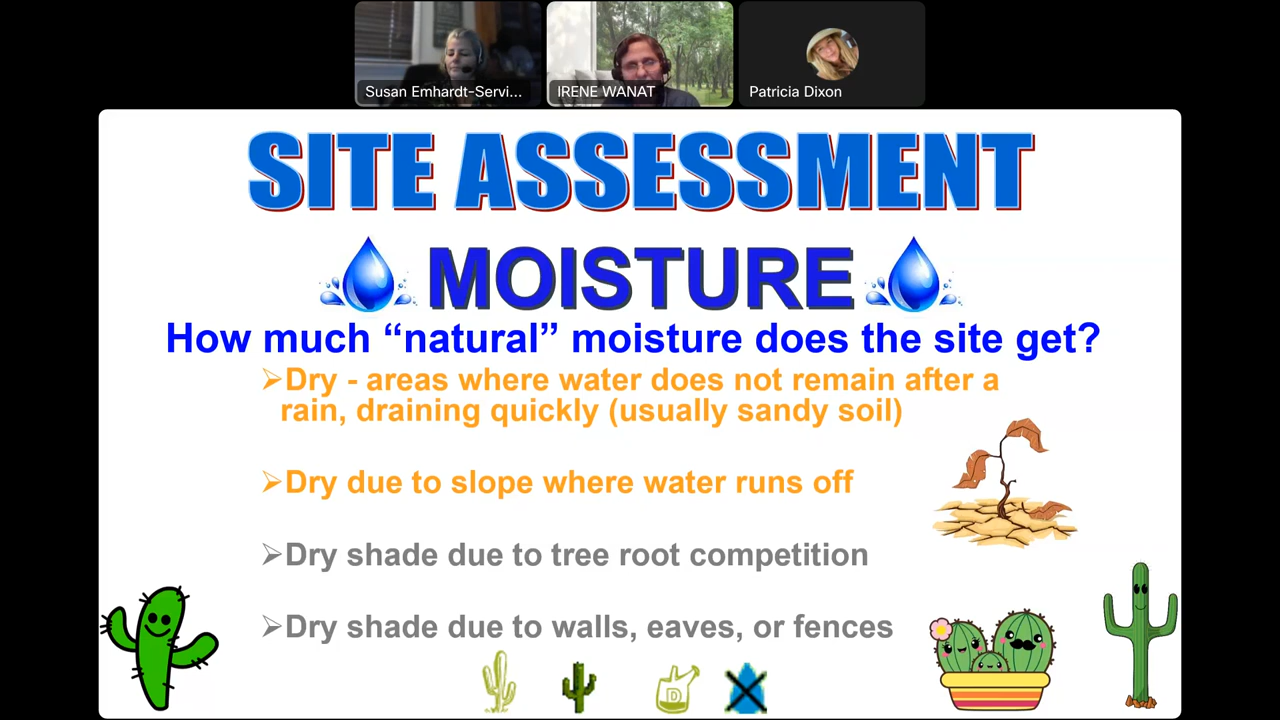 Susan Emhardt-Servi...
IRENE WANAT
Patricia Dixon
SITE ASSESSMENT
MOISTURE
How much “natural” moisture does the site get?
➢Dry - areas where water does not remain after a
rain, draining quickly (usually sandy soil)
➢Dry due to slope where water runs off
➢Dry shade due to tree root competition
➢Dry shade due to walls, eaves, or fences
D